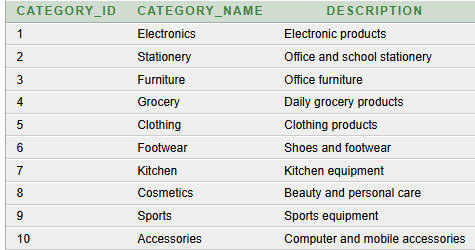 CATEGORY_ID CATEGORY_NAME DESCRIPTION
1 Electronics Electronic products
2 Stationery Office and school stationery
3 Furniture Office furniture
4 Grocery Daily grocery products
5 Clothing Clothing products
6 Footwear Shoes and footwear
7 Kitchen Kitchen equipment
8 Cosmetics Beauty and personal care
9 Sports Sports equipment
10 Accessories Computer and mobile accessories